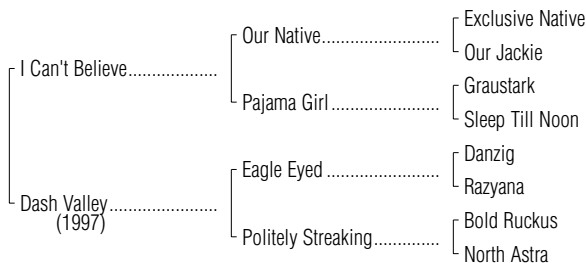 Exclusive Native
Our Native
Our Jackie
I Can't Believe
Graustark
Pajama Girl
Sleep Till Noon
Danzig
Eagle Eyed
Razyana
Dash Valley
(1997)
Bold Ruckus
Politely Streaking
North Astra